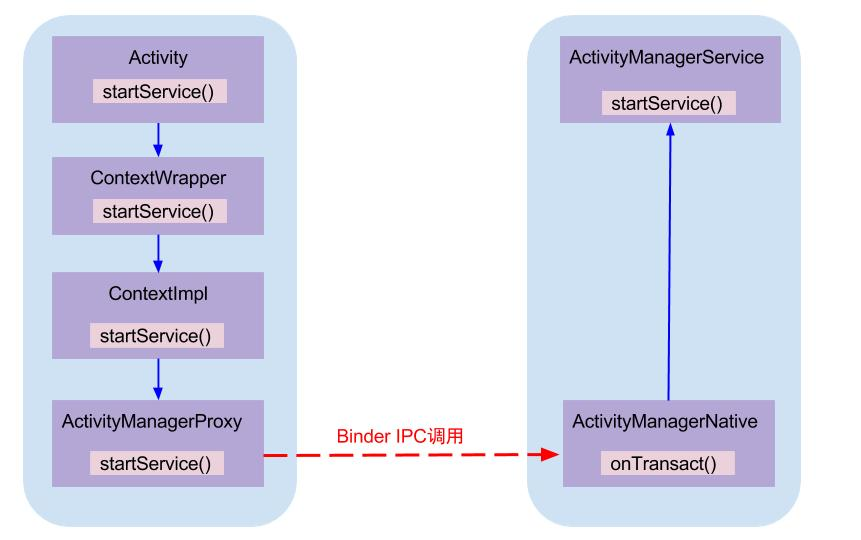 Activity
startService()
ContextWrapper
startService()
ContextImpl
startService()
ActivityManagerProxy
startService()
Binder IPC调用
ActivityManagerService
startService()
ActivityManagerNative
onTransact()